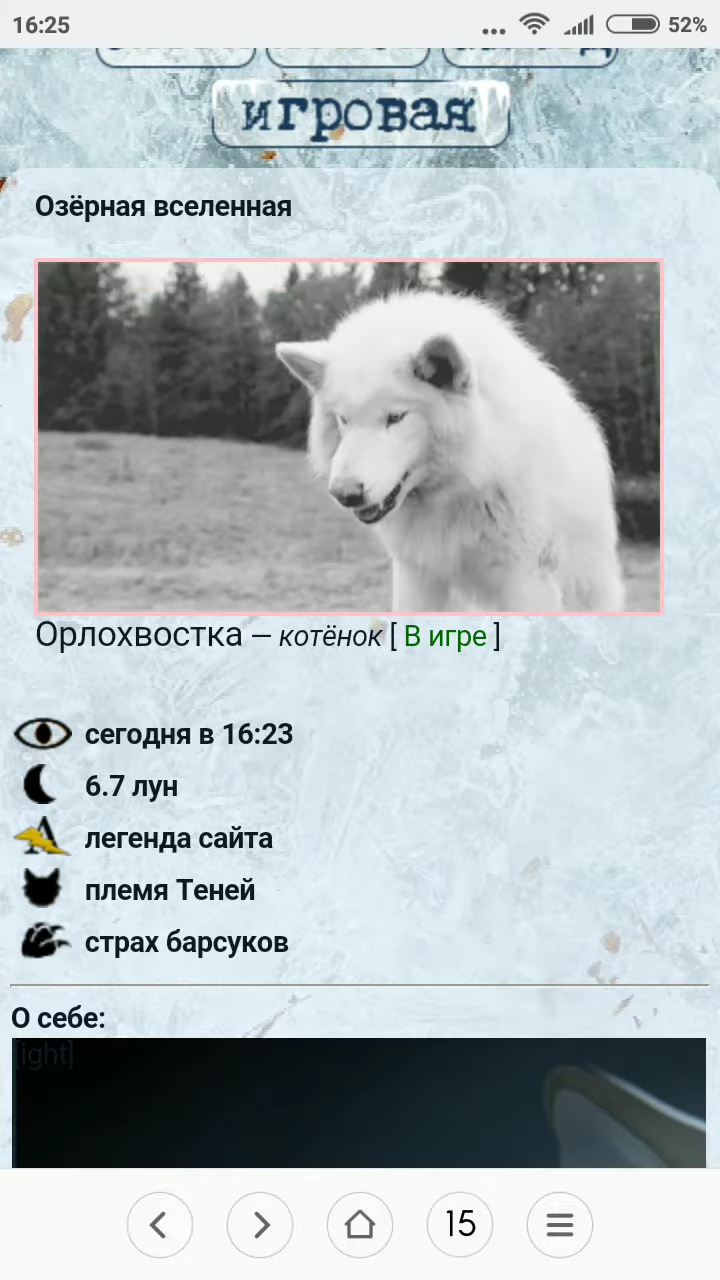 16:25
52%
игровая
Озёрная вселенная
Орлохвостка – котёнок [ В игре ]
сегодня в 16:23
6.7 лун
легенда сайта
племя Теней
страх барсуков
О себе:
[ight]
15